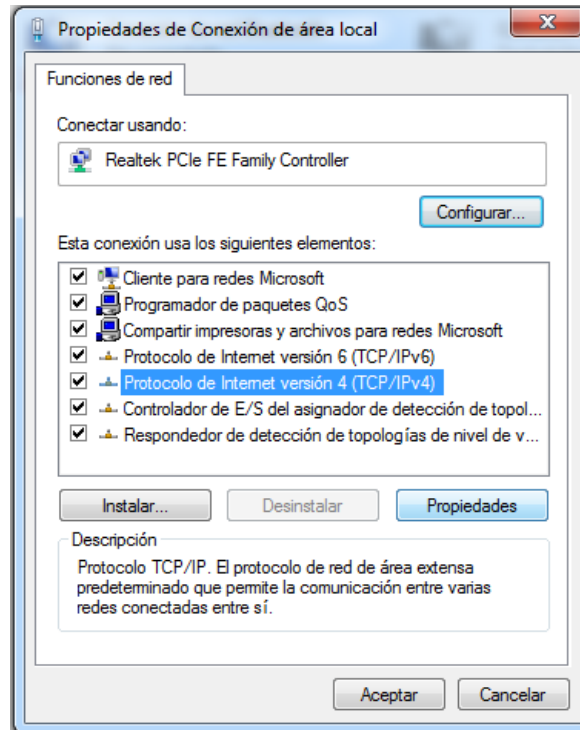 Propiedades de Conexión de área local
Funciones de red
Conectar usando:
Realtek PCIe FE Family Controller
Configurar...
Esta conexión usa los siguientes elementos:
Cliente para redes Microsoft
Programador de paquetes QoS
Compartir impresoras y archivos para redes Microsoft
Protocolo de Internet versión 6 (TCP/IPv6)
Protocolo de Internet versión 4 (TCP/IPv4)
Controlador de E/S del asignador de detección de topol...
Respondedor de detección de topologías de nivel de v...
Instalar... Desinstalar Propiedades
Descripción
Protocolo TCP/IP. El protocolo de red de área extensa
predeterminado que permite la comunicación entre varias
redes conectadas entre sí.
Aceptar Cancelar